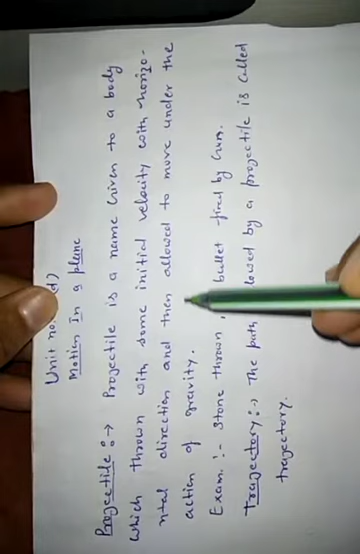 Unit no.
Motion In a plane
Projectile :→ Projectile is a name Given to a body
which thrown with some initial velocity with horizo-
ntal direction and then allowed to move under the
action of gravity.
Exam. :- Stone thrown, bullet fired by Gun.
Trajectory :→ The path by a projectile is called
trajectory.